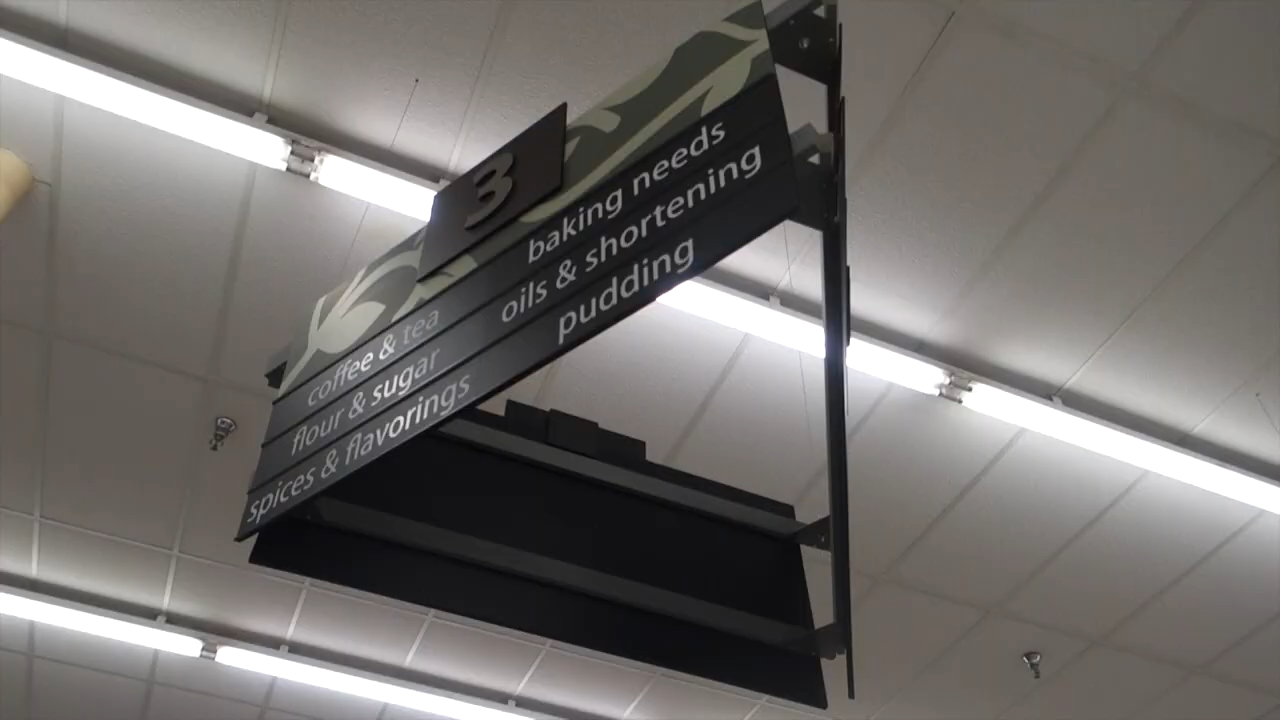 3
coffee & tea
flour & sugar
spices & flavorings
baking needs
oils & shortening
pudding